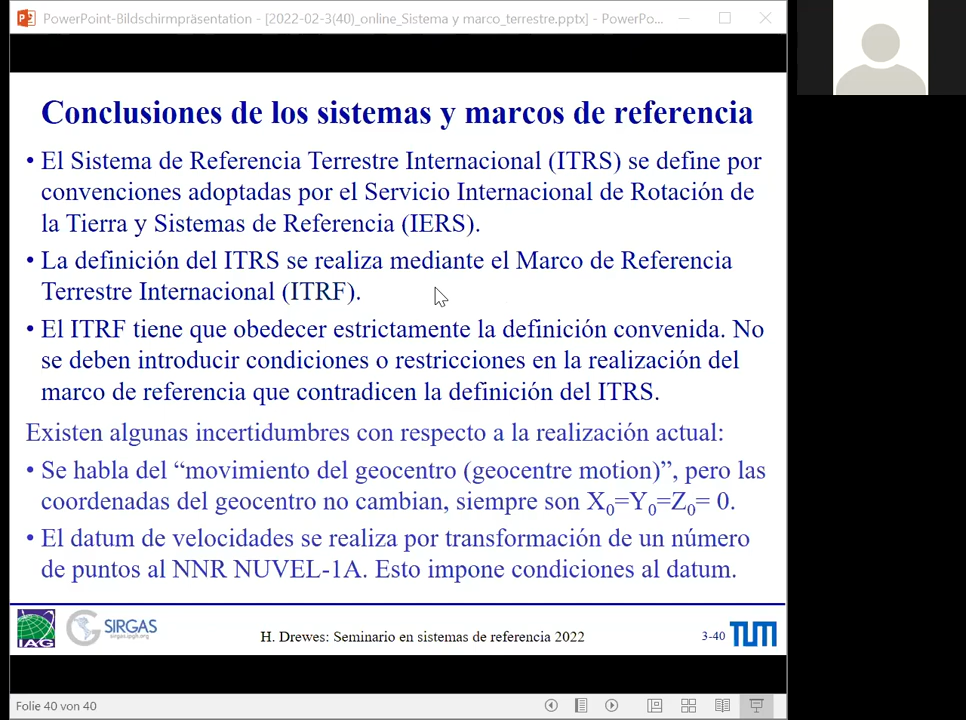 PowerPoint-Bildschirmpräsentation - [2022-02-3(40)_online_Sistema y marco_terrestre.pptx] - PowerPo...
Conclusiones de los sistemas y marcos de referencia
• El Sistema de Referencia Terrestre Internacional (ITRS) se define por
convenciones adoptadas por el Servicio Internacional de Rotación de
la Tierra y Sistemas de Referencia (IERS).
• La definición del ITRS se realiza mediante el Marco de Referencia
Terrestre Internacional (ITRF).
• El ITRF tiene que obedecer estrictamente la definición convenida. No
se deben introducir condiciones o restricciones en la realización del
marco de referencia que contradicen la definición del ITRS.
Existen algunas incertidumbres con respecto a la realización actual:
• Se habla del “movimiento del geocentro (geocentre motion)”, pero las
coordenadas del geocentro no cambian, siempre son X₀=Y₀=Z₀= 0.
• El datum de velocidades se realiza por transformación de un número
de puntos al NNR NUVEL-1A. Esto impone condiciones al datum.
IAG
SIRGAS
sirgas.ipgh.org
H. Drewes: Seminario en sistemas de referencia 2022
3-40
TUM
Folie 40 von 40